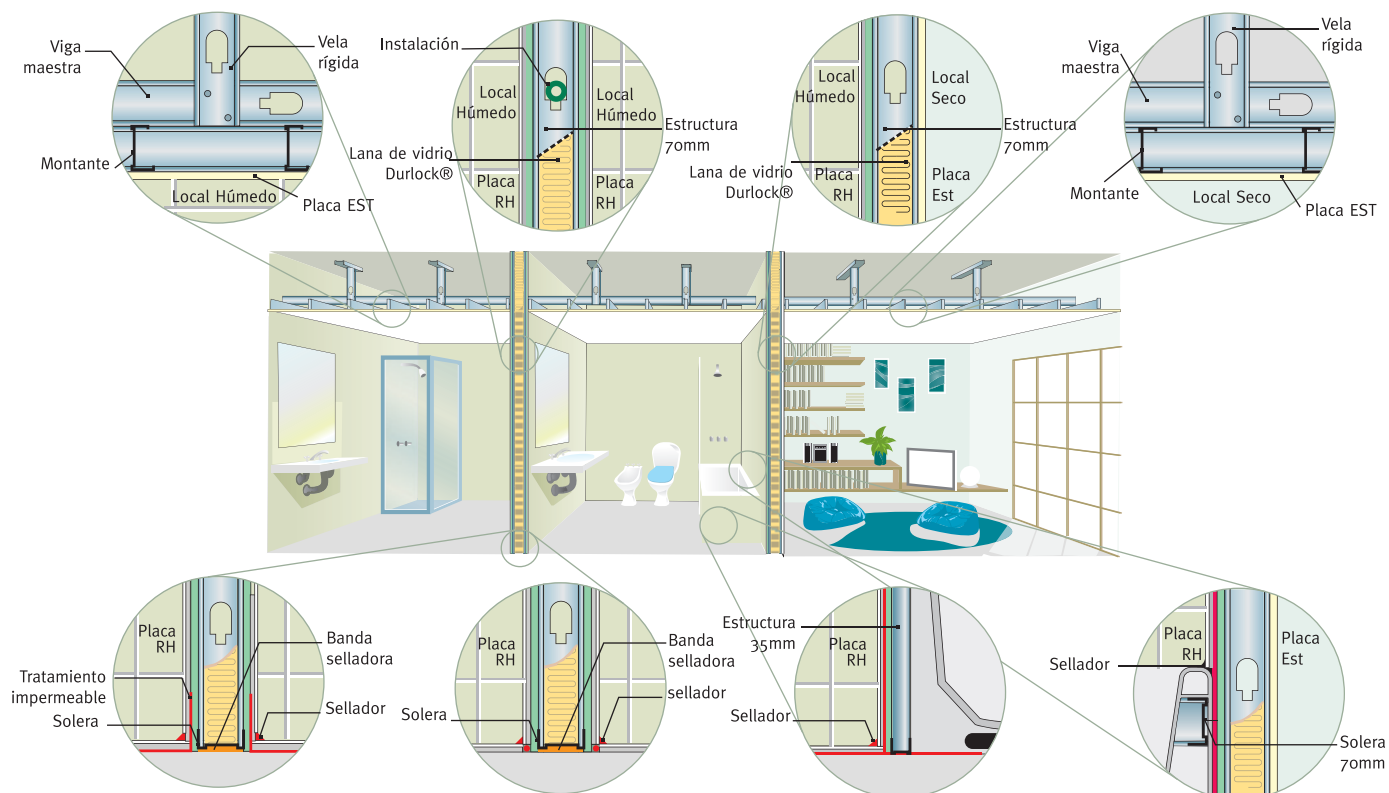 Viga
maestra
Vela
rígida
Montante
Local Húmedo
Placa EST
Instalación
Local
Húmedo
Local
Húmedo
Estructura
70mm
Lana de vidrio
Durlock®
Placa
RH
Placa
RH
Local
Húmedo
Local
Seco
Estructura
70mm
Lana de vidrio
Durlock®
Placa
RH
Placa
Est
Viga
maestra
Vela
rígida
Montante
Local Seco
Placa EST
Placa
RH
Banda
selladora
Tratamiento
impermeable
Solera
Sellador
Placa
RH
Banda
selladora
Solera
sellador
Estructura
35mm
Placa
RH
Sellador
Placa
RH
Placa
Est
Sellador
Solera
70mm